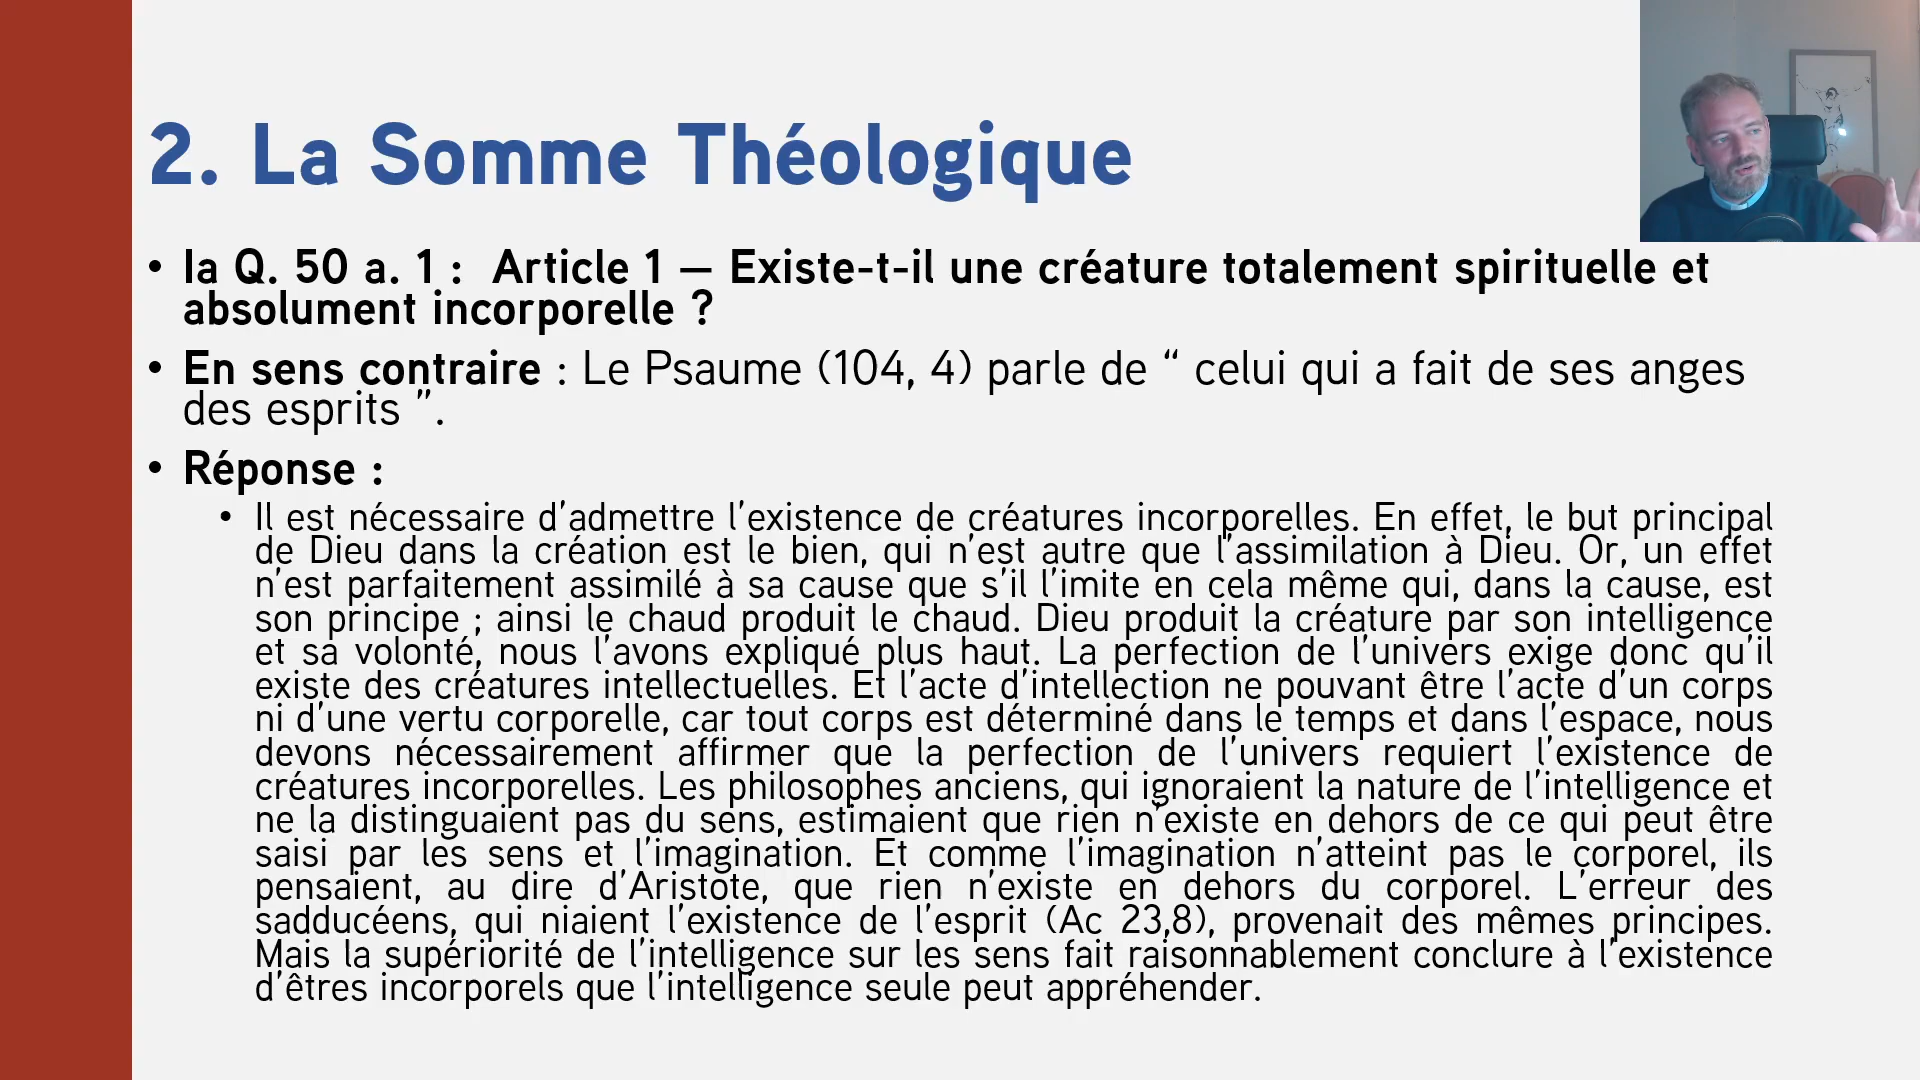 2. La Somme Théologique
• Ia Q. 50 a. 1 :  Article 1 — Existe-t-il une créature totalement spirituelle et
absolument incorporelle ?
• En sens contraire : Le Psaume (104, 4) parle de “ celui qui a fait de ses anges
des esprits ”.
• Réponse :
• Il est nécessaire d’admettre l’existence de créatures incorporelles. En effet, le but principal
de Dieu dans la création est le bien, qui n’est autre que l’assimilation à Dieu. Or, un effet
n’est parfaitement assimilé à sa cause que s’il l’imite en cela même qui, dans la cause, est
son principe ; ainsi le chaud produit le chaud. Dieu produit la créature par son intelligence
et sa volonté, nous l’avons expliqué plus haut. La perfection de l’univers exige donc qu’il
existe des créatures intellectuelles. Et l’acte d’intellection ne pouvant être l’acte d’un corps
ni d’une vertu corporelle, car tout corps est déterminé dans le temps et dans l’espace, nous
devons nécessairement affirmer que la perfection de l’univers requiert l’existence de
créatures incorporelles. Les philosophes anciens, qui ignoraient la nature de l’intelligence et
ne la distinguaient pas du sens, estimaient que rien n’existe en dehors de ce qui peut être
saisi par les sens et l’imagination. Et comme l’imagination n’atteint pas le corporel, ils
pensaient, au dire d’Aristote, que rien n’existe en dehors du corporel. L’erreur des
sadducéens, qui niaient l’existence de l’esprit (Ac 23,8), provenait des mêmes principes.
Mais la supériorité de l’intelligence sur les sens fait raisonnablement conclure à l’existence
d’êtres incorporels que l’intelligence seule peut appréhender.